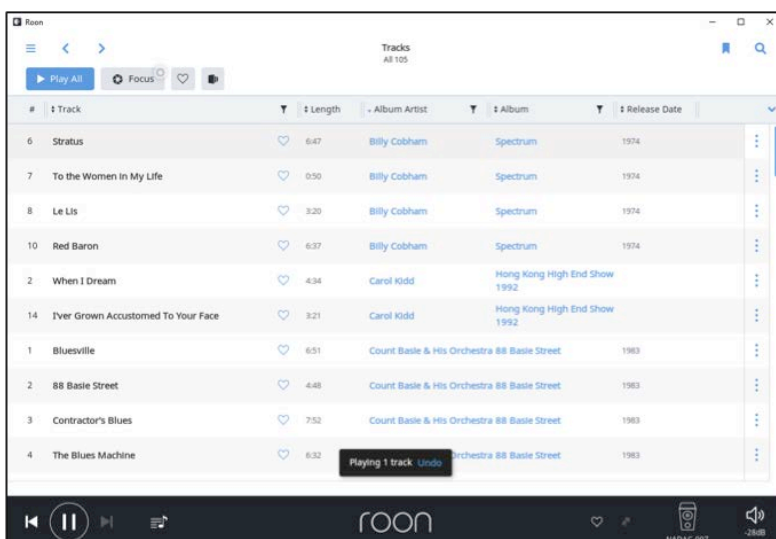 Roon
Tracks
All 105
Play All
Focus
# Track Length Album Artist Album Release Date
6 Stratus 6:47 Billy Cobham Spectrum 1974
7 To the Women in My Life 0:50 Billy Cobham Spectrum 1974
8 Le Lis 3:20 Billy Cobham Spectrum 1974
10 Red Baron 6:37 Billy Cobham Spectrum 1974
2 When I Dream 4:34 Carol Kidd Hong Kong High End Show
1992
14 I'ver Grown Accustomed To Your Face 3:21 Carol Kidd Hong Kong High End Show
1992
1 Bluesville 6:51 Count Basie & His Orchestra 88 Basie Street 1983
2 88 Basie Street 4:48 Count Basie & His Orchestra 88 Basie Street 1983
3 Contractor's Blues 7:52 Count Basie & His Orchestra 88 Basie Street 1983
4 The Blues Machine 6:32 Orchestra 88 Basie Street 1983
Playing 1 track Undo
roon
-28dB